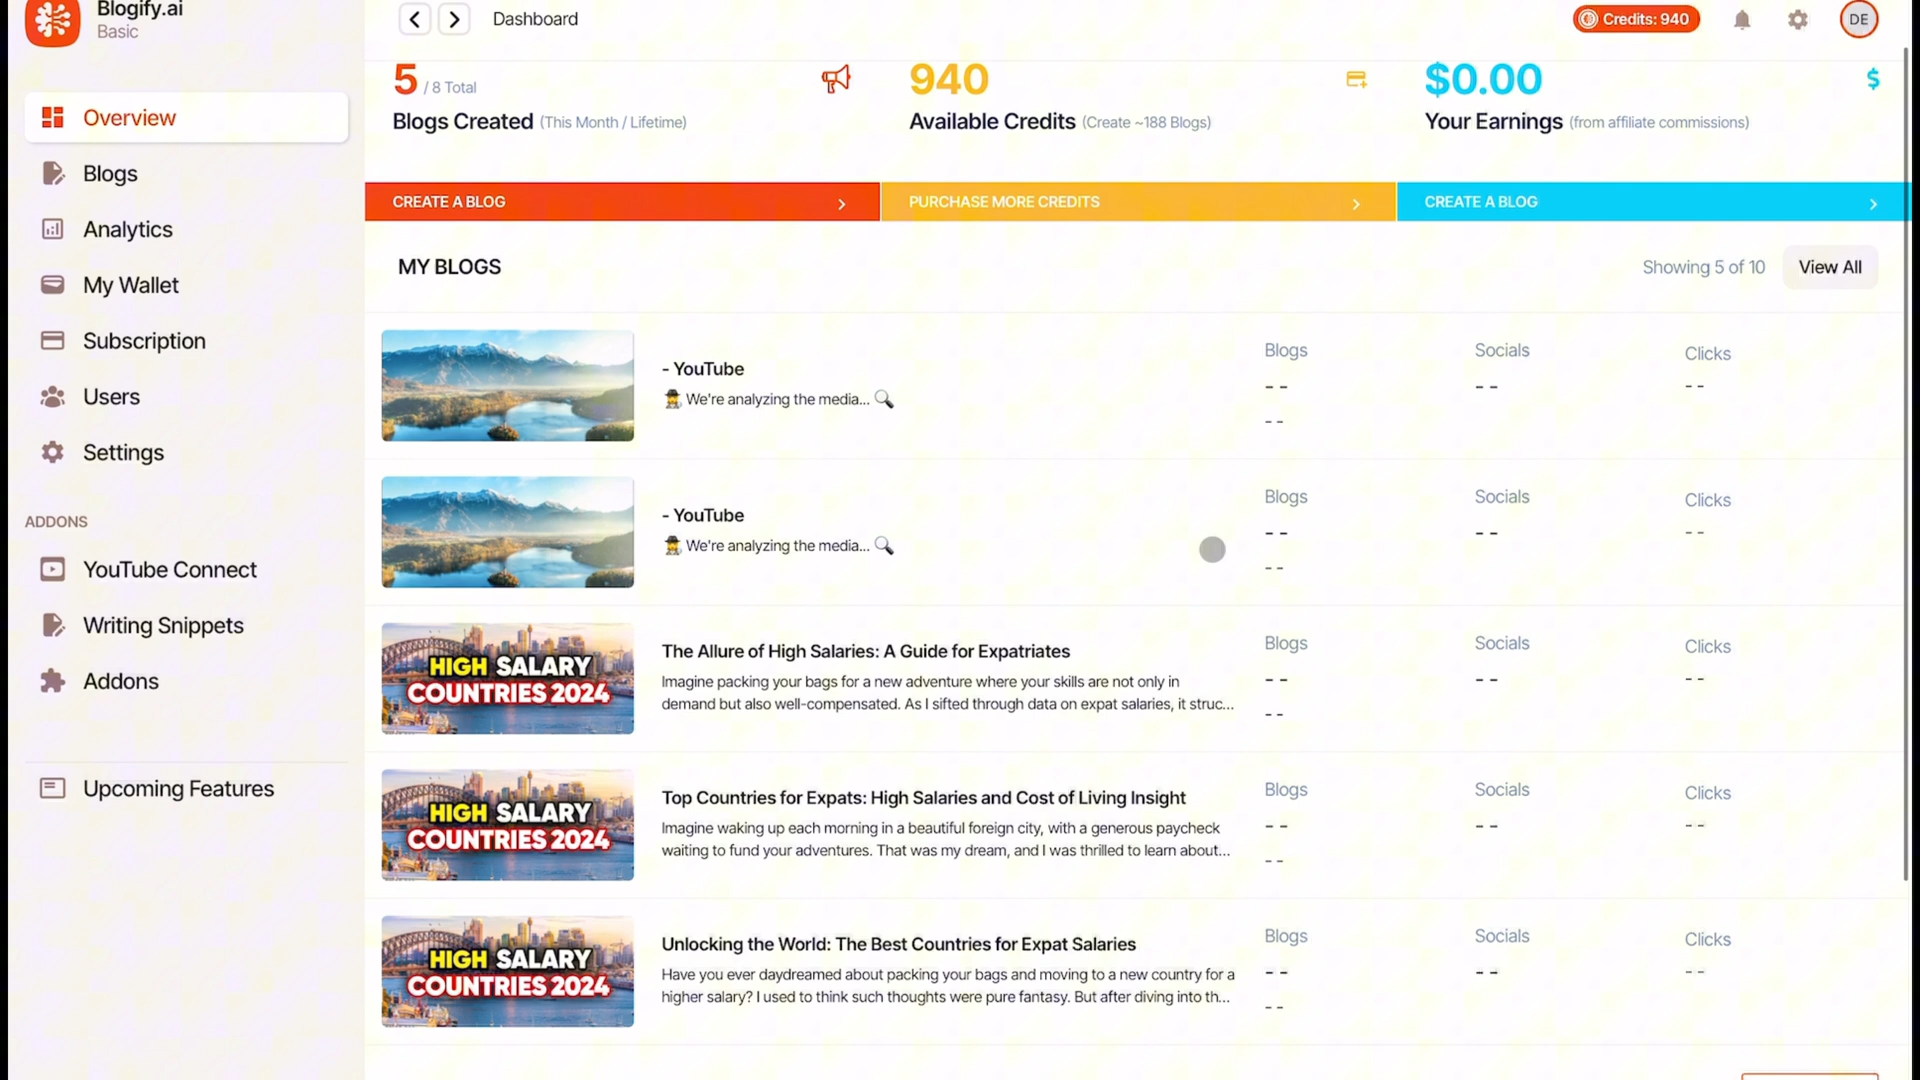 Blogify.ai
Basic
Overview
Blogs
Analytics
My Wallet
Subscription
Users
Settings
ADDONS
YouTube Connect
Writing Snippets
Addons
Upcoming Features
Dashboard
Credits: 940
DE
5 / 8 Total
Blogs Created (This Month / Lifetime)
940
Available Credits (Create ~188 Blogs)
$0.00
Your Earnings (from affiliate commissions)
CREATE A BLOG
PURCHASE MORE CREDITS
CREATE A BLOG
MY BLOGS
Showing 5 of 10
View All
- YouTube
We're analyzing the media...
Blogs
- -
- -
Socials
- -
Clicks
- -
- YouTube
We're analyzing the media...
Blogs
- -
- -
Socials
- -
Clicks
- -
HIGH SALARY
COUNTRIES 2024
The Allure of High Salaries: A Guide for Expatriates
Imagine packing your bags for a new adventure where your skills are not only in
demand but also well-compensated. As I sifted through data on expat salaries, it struc...
Blogs
- -
- -
Socials
- -
Clicks
- -
HIGH SALARY
COUNTRIES 2024
Top Countries for Expats: High Salaries and Cost of Living Insight
Imagine waking up each morning in a beautiful foreign city, with a generous paycheck
waiting to fund your adventures. That was my dream, and I was thrilled to learn about...
Blogs
- -
- -
Socials
- -
Clicks
- -
HIGH SALARY
COUNTRIES 2024
Unlocking the World: The Best Countries for Expat Salaries
Have you ever daydreamed about packing your bags and moving to a new country for a
higher salary? I used to think such thoughts were pure fantasy. But after diving into th...
Blogs
- -
- -
Socials
- -
Clicks
- -